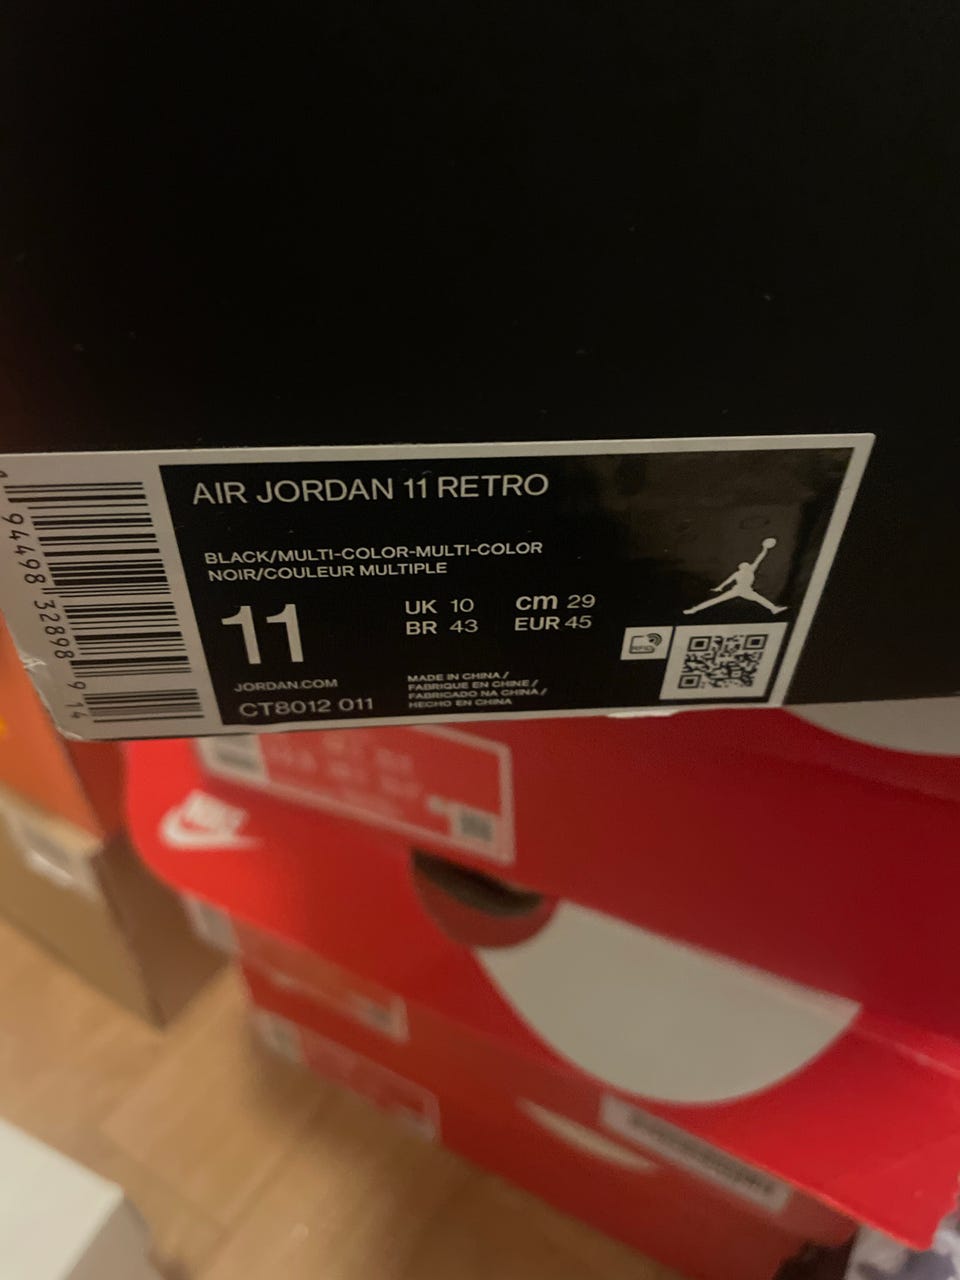 AIR JORDAN 11 RETRO
BLACK/MULTI-COLOR-MULTI-COLOR
NOIR/COULEUR MULTIPLE
11
UK 10 cm 29
BR 43 EUR 45
JORDAN.COM
CT8012 011
MADE IN CHINA /
FABRIQUE EN CHINE /
FABRICADO NA CHINA /
HECHO EN CHINA
94498 32898 9 14
RFID
NIKE